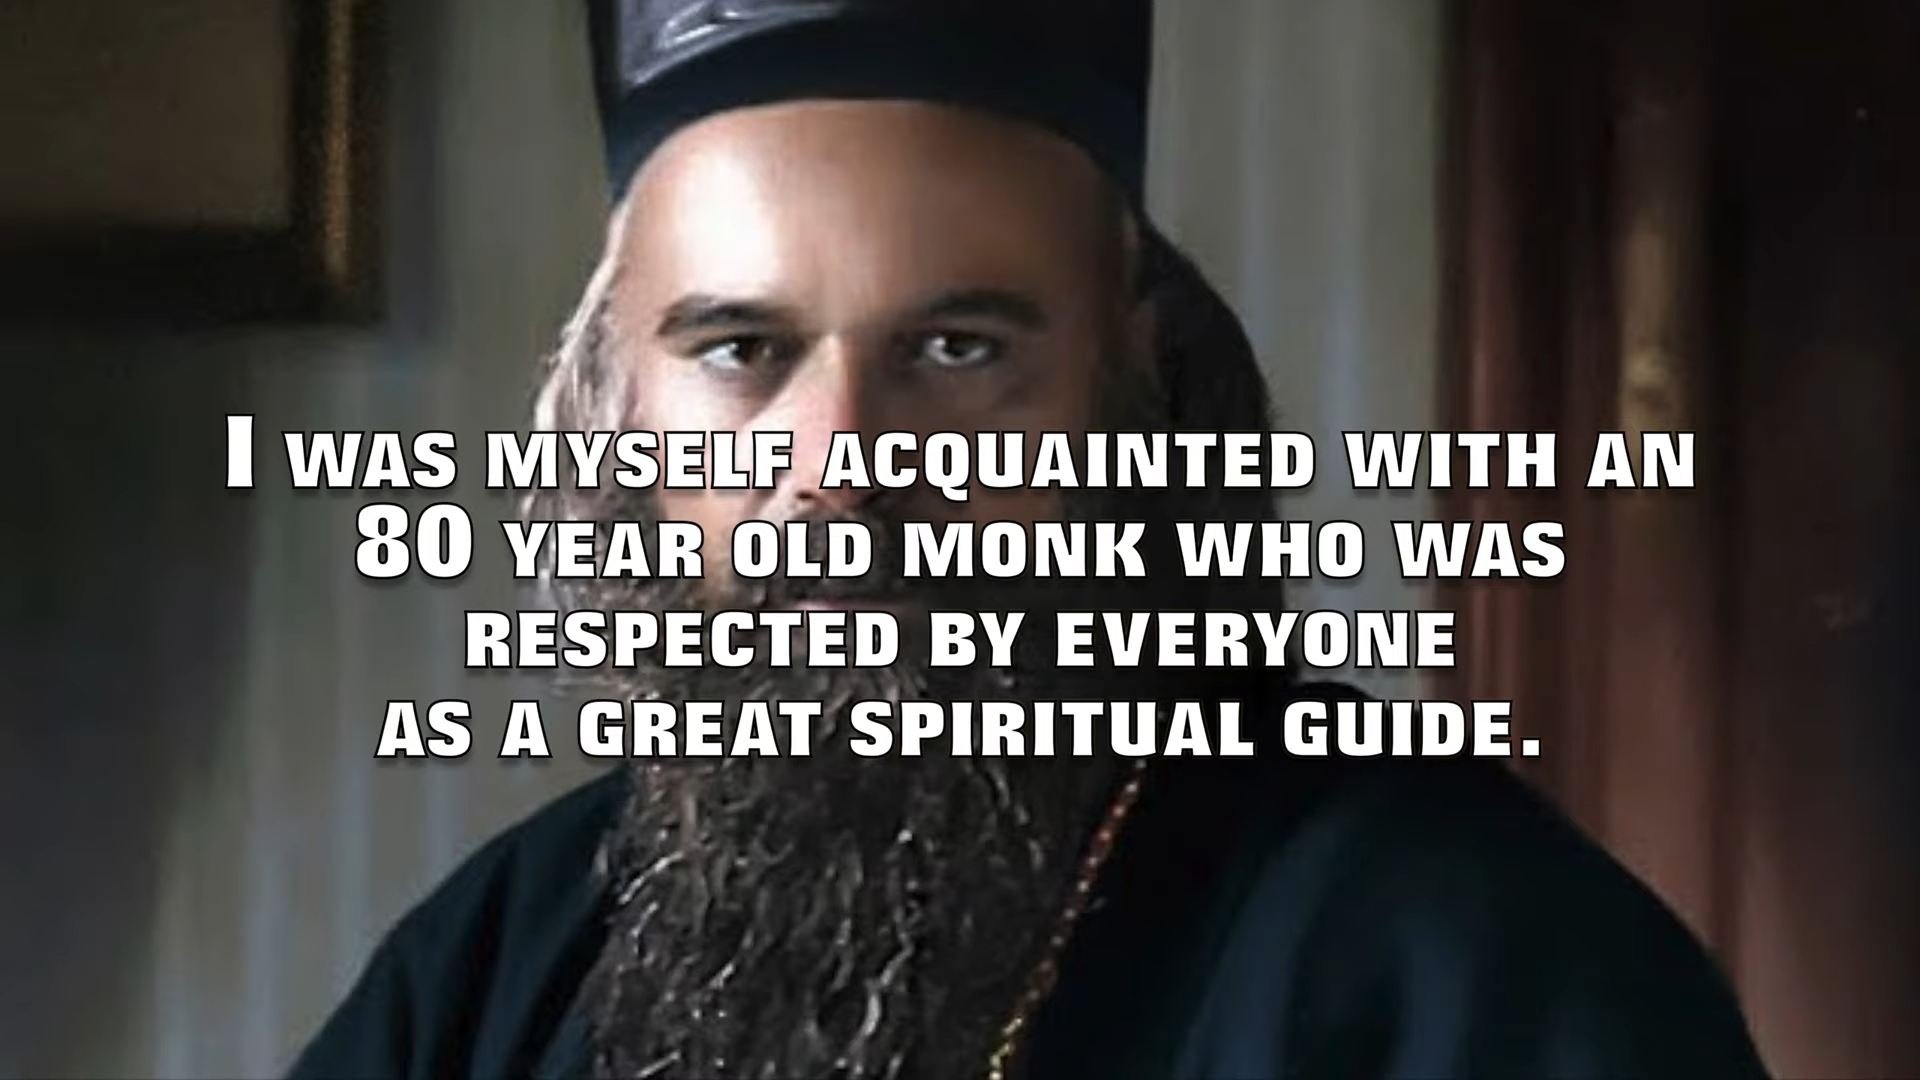 I WAS MYSELF ACQUAINTED WITH AN
80 YEAR OLD MONK WHO WAS
RESPECTED BY EVERYONE
AS A GREAT SPIRITUAL GUIDE.